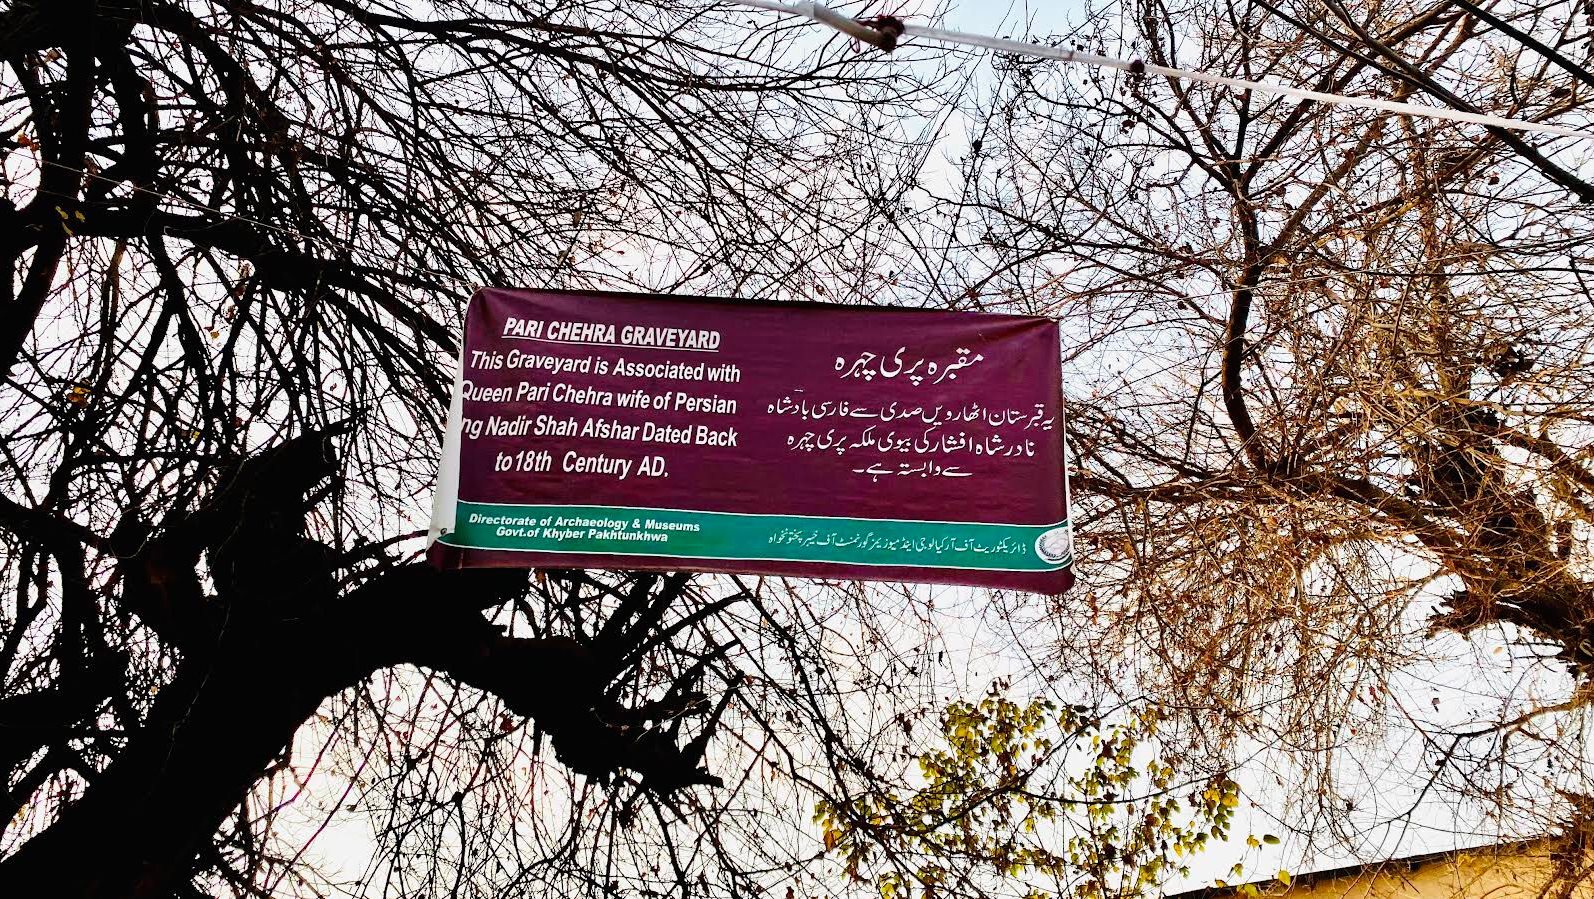 PARI CHEHRA GRAVEYARD
This Graveyard is Associated with
Queen Pari Chehra wife of Persian
ng Nadir Shah Afshar Dated Back
to 18th Century AD.
مقبرہ پری چہرہ
یہ قبرستان اٹھارویں صدی سے فارسی بادشاہ
نادر شاہ افشار کی بیوی ملکہ پری چہرہ
سے وابستہ ہے۔
Directorate of Archaeology & Museums
Govt.of Khyber Pakhtunkhwa
ڈائریکٹوریٹ آف آرکیالوجی اینڈ میوزیمز گورنمنٹ آف خیبر پختونخواہ